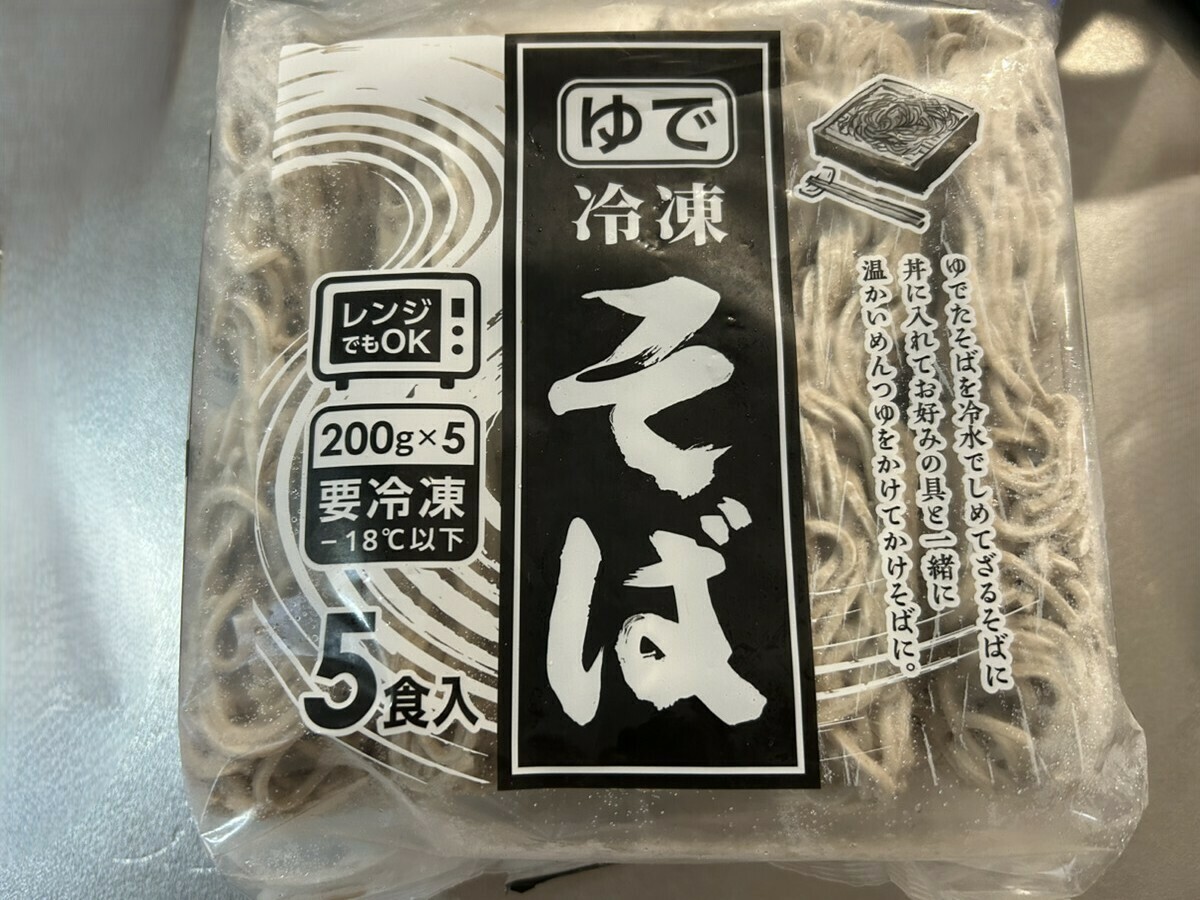 ゆで
冷凍
そば
レンジ
でもOK
200g×5
要冷凍
−18℃以下
5食入
ゆでたそばを冷水でしめてざるそばに
丼に入れてお好みの具と一緒に
温かいめんつゆをかけてかけそばに。